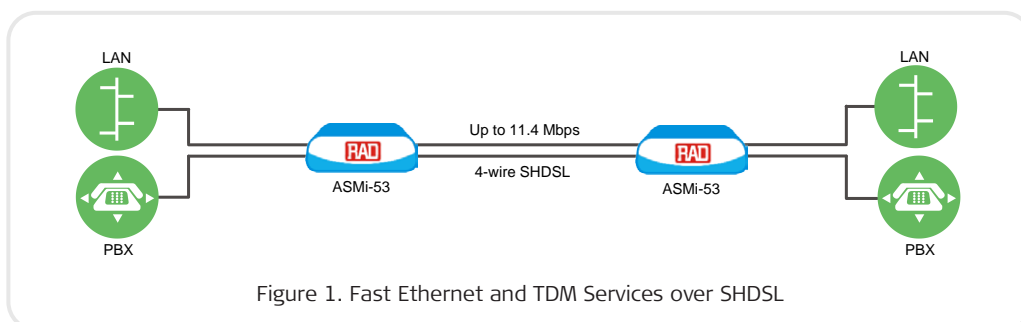 LAN
LAN
Up to 11.4 Mbps
RAD
RAD
4-wire SHDSL
ASMi-53
ASMi-53
PBX
PBX
Figure 1. Fast Ethernet and TDM Services over SHDSL